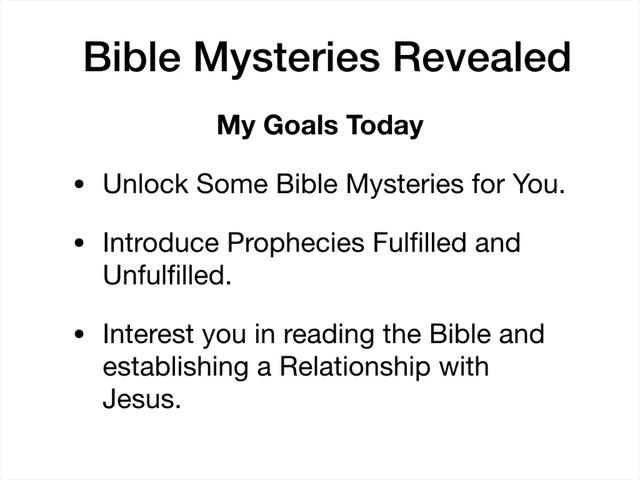 Bible Mysteries Revealed
My Goals Today
• Unlock Some Bible Mysteries for You.
• Introduce Prophecies Fulfilled and
Unfulfilled.
• Interest you in reading the Bible and
establishing a Relationship with
Jesus.